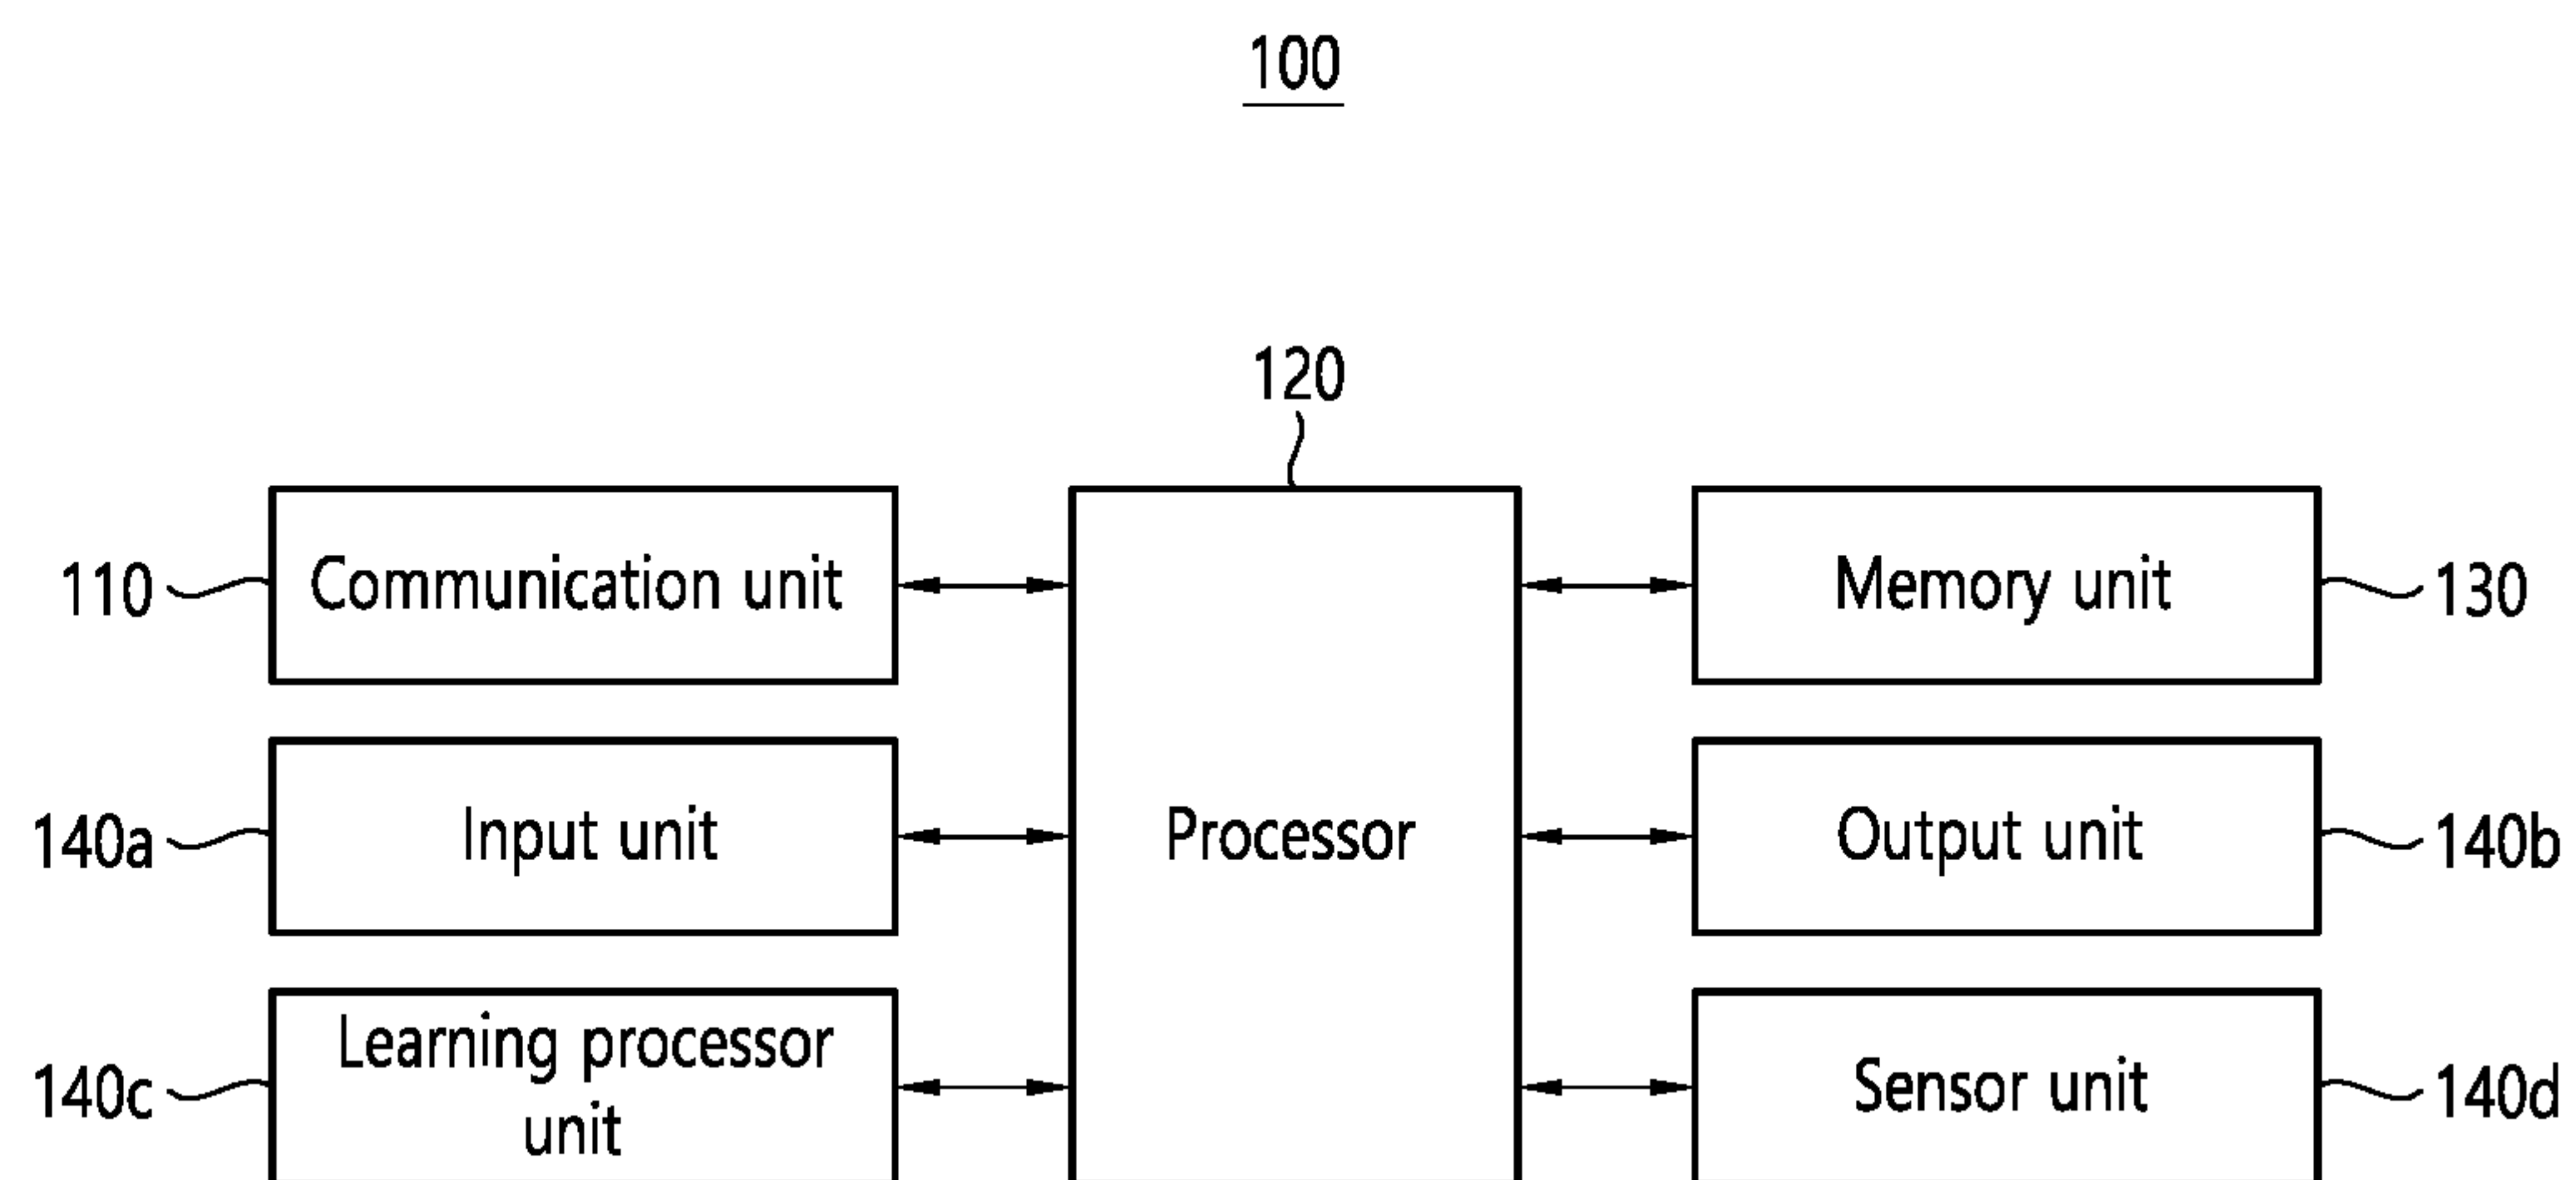 100
120
110
Communication unit
Memory unit
130
140a
Input unit
Processor
Output unit
140b
140c
Learning processor
unit
Sensor unit
140d